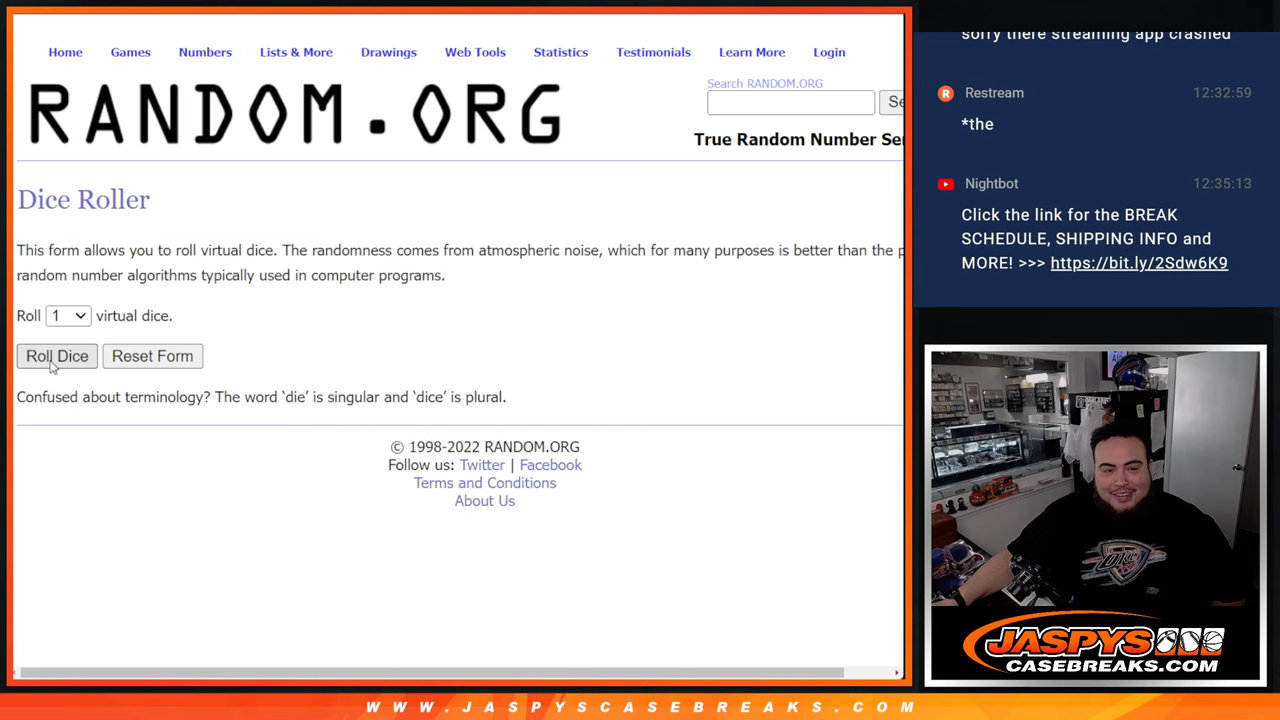 Home Games Numbers Lists & More Drawings Web Tools Statistics Testimonials Learn More Login
Search RANDOM.ORG
RANDOM.ORG
Se
True Random Number Ser
Dice Roller
This form allows you to roll virtual dice. The randomness comes from atmospheric noise, which for many purposes is better than the p
random number algorithms typically used in computer programs.
Roll 1 virtual dice.
Roll Dice Reset Form
Confused about terminology? The word ‘die’ is singular and ‘dice’ is plural.
© 1998-2022 RANDOM.ORG
Follow us: Twitter | Facebook
Terms and Conditions
About Us
sorry there streaming app crashed
Restream 12:32:59
*the
Nightbot 12:35:13
Click the link for the BREAK
SCHEDULE, SHIPPING INFO and
MORE! >>> https://bit.ly/2Sdw6K9
OKC
JASPYS
CASEBREAKS.COM
WWW.JASPYSCASEBREAKS.COM